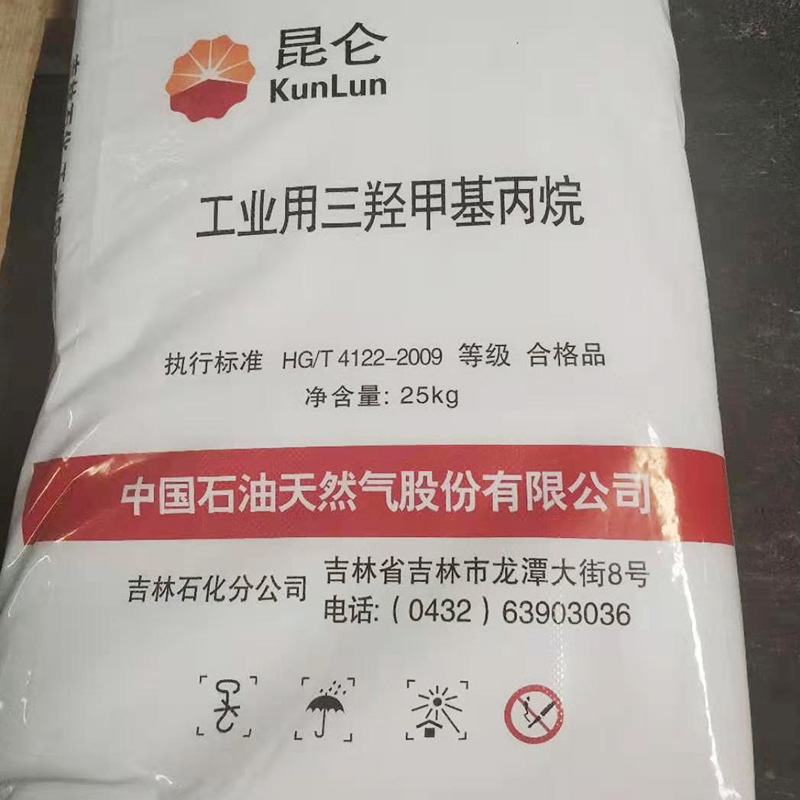 昆仑
KunLun
工业用三羟甲基丙烷
执行标准 HG/T 4122-2009 等级 合格品
净含量: 25kg
中国石油天然气股份有限公司
吉林石化分公司
吉林省吉林市龙潭大街8号
电话:(0432)63903036